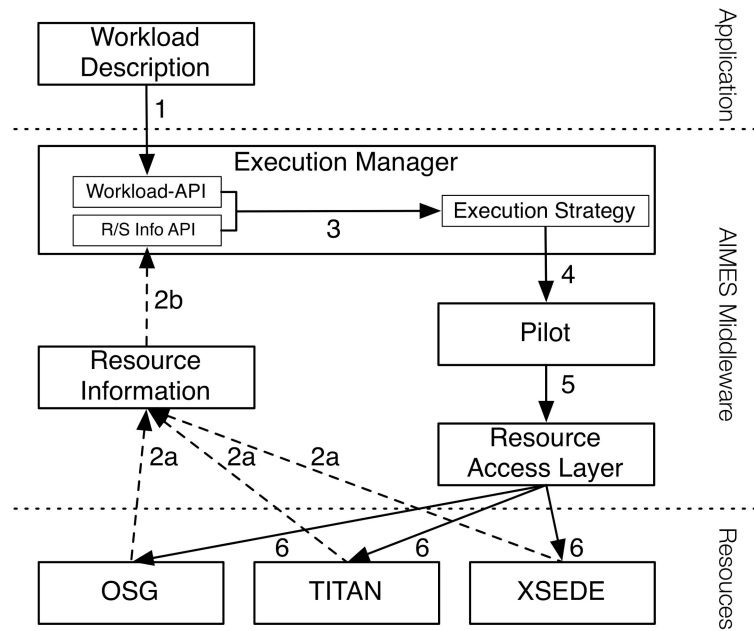 Workload
Description
Application
1
Execution Manager
Workload-API
R/S Info API
3
Execution Strategy
4
2b
Pilot
AIMES Middleware
Resource
Information
5
Resource
Access Layer
2a
2a
2a
6
6
6
Resouces
OSG
TITAN
XSEDE